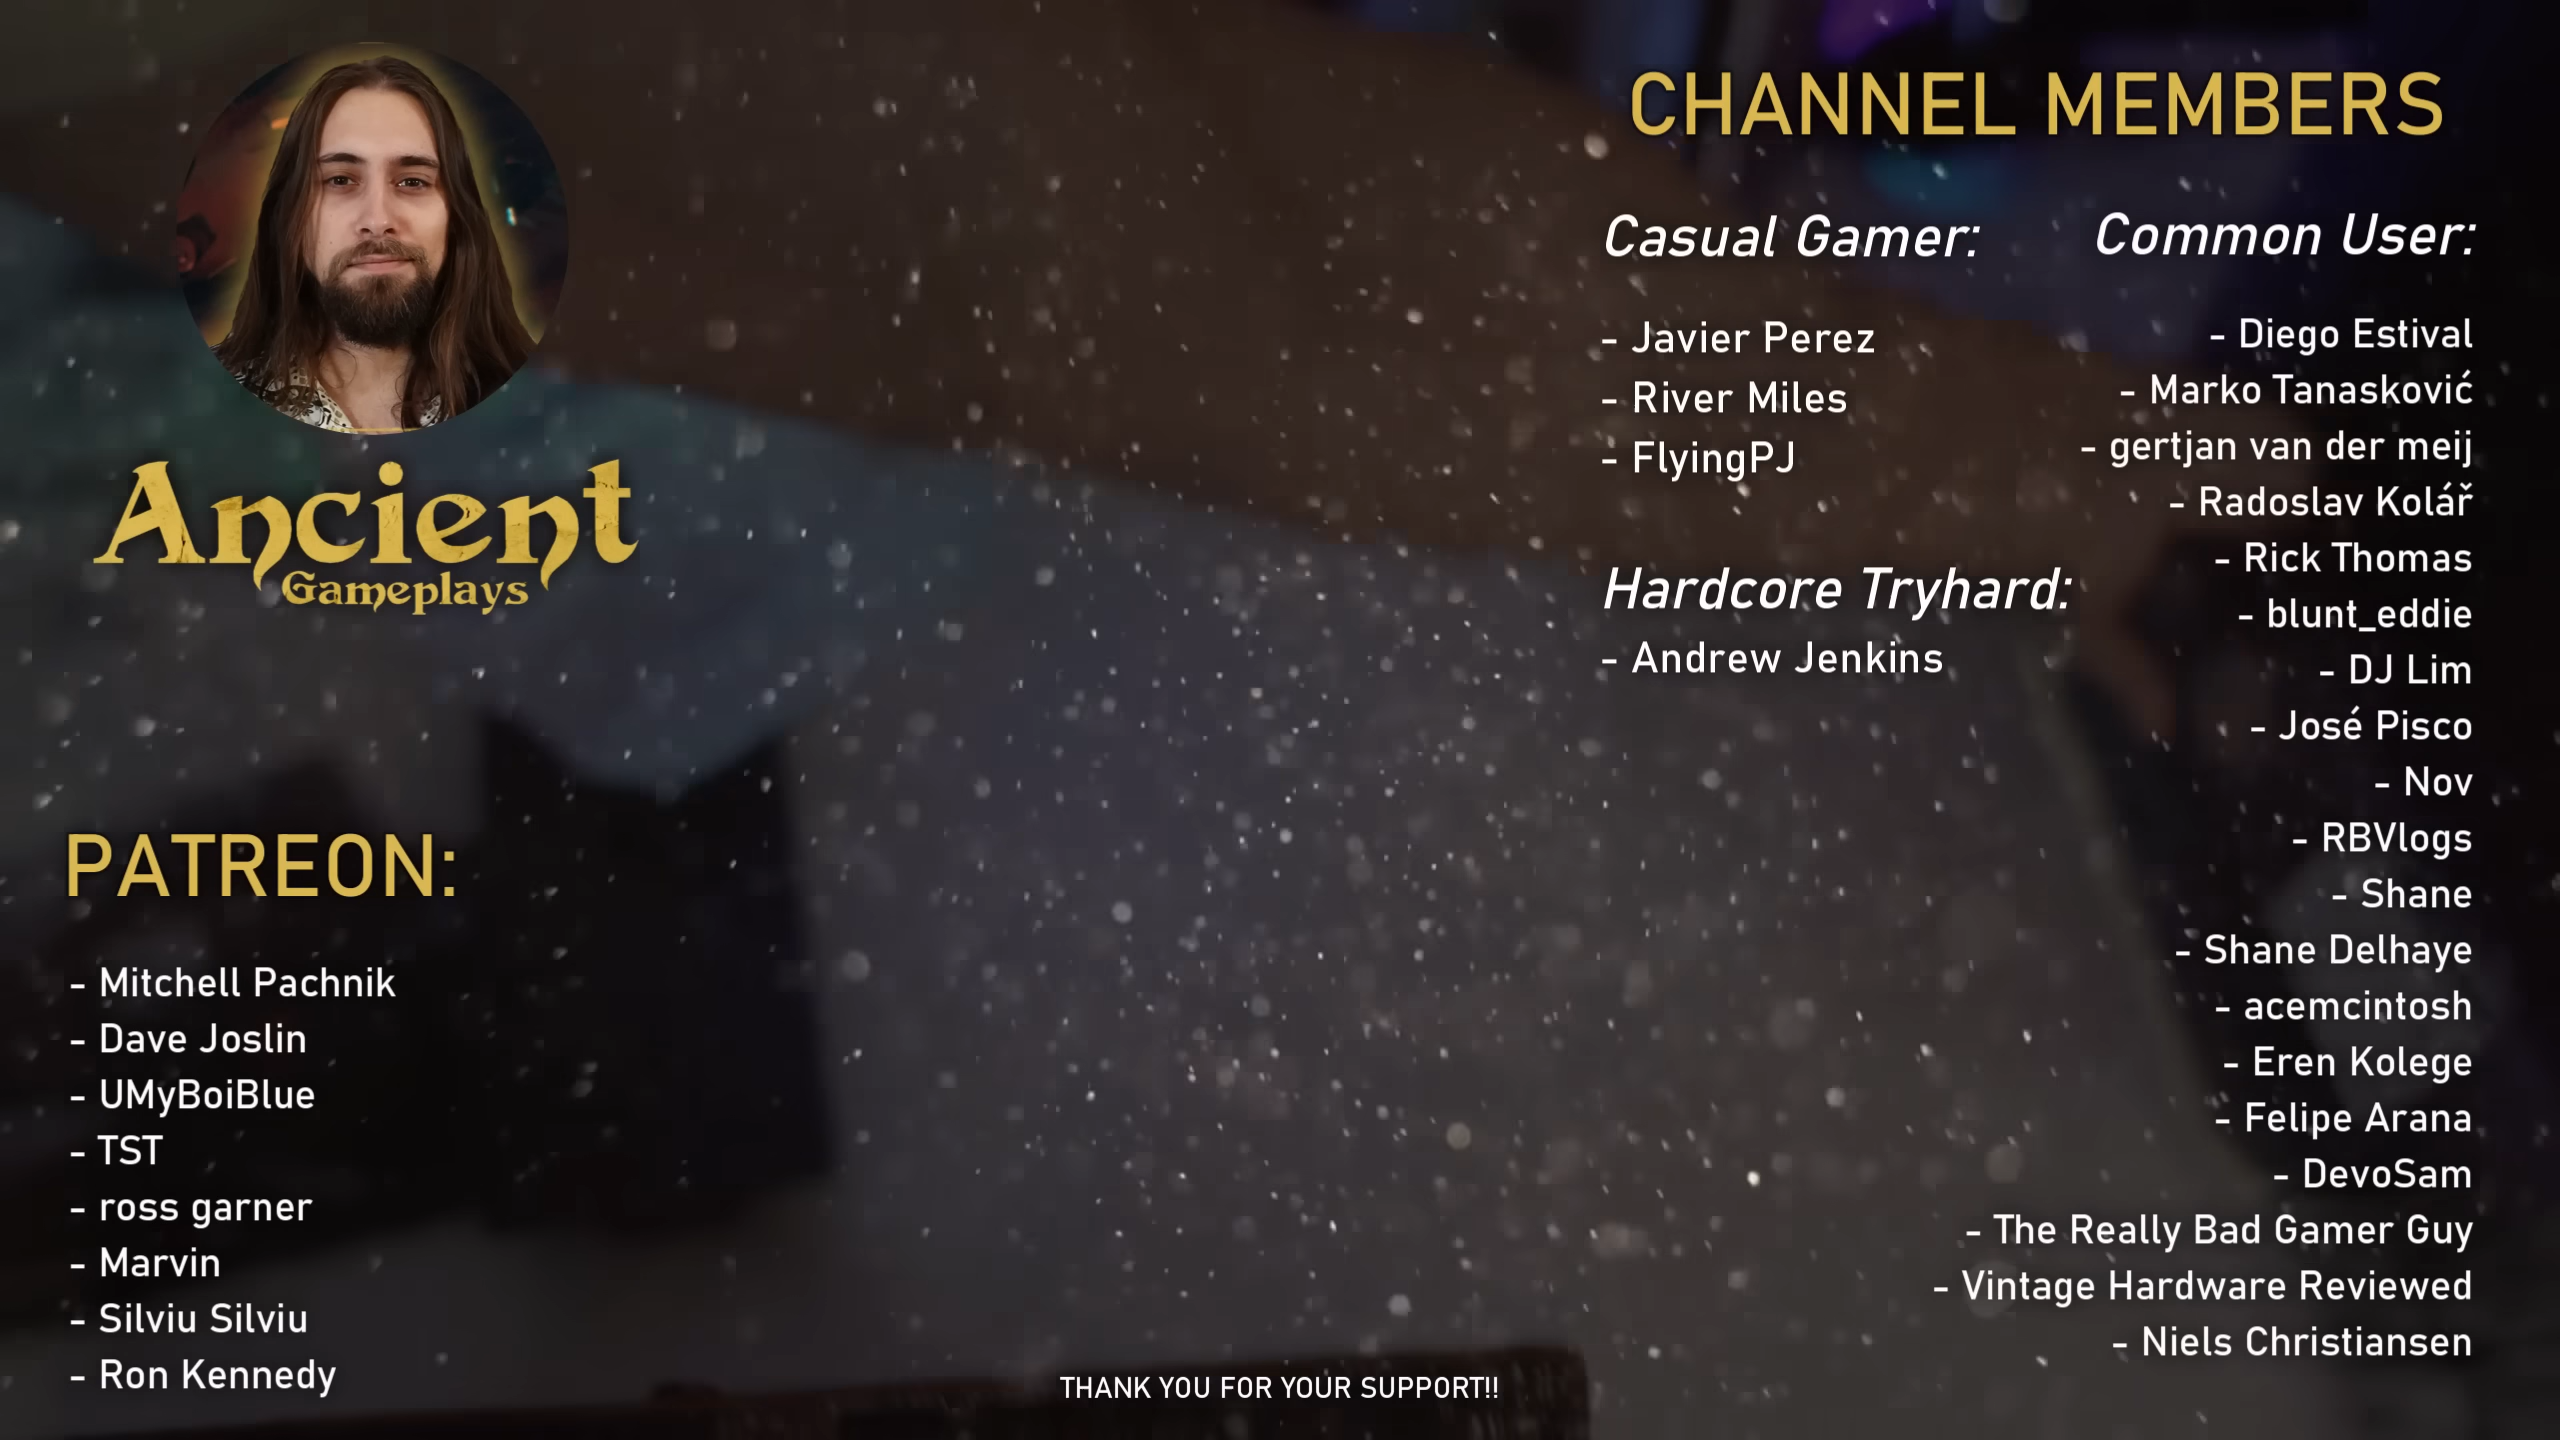 Ancient
Gameplays
PATREON:
- Mitchell Pachnik
- Dave Joslin
- UMyBoiBlue
- TST
- ross garner
- Marvin
- Silviu Silviu
- Ron Kennedy
CHANNEL MEMBERS
Casual Gamer:
- Javier Perez
- River Miles
- FlyingPJ
Hardcore Tryhard:
- Andrew Jenkins
Common User:
- Diego Estival
- Marko Tanasković
- gertjan van der meij
- Radoslav Kolář
- Rick Thomas
- blunt_eddie
- DJ Lim
- José Pisco
- Nov
- RBVlogs
- Shane
- Shane Delhaye
- acemcintosh
- Eren Kolege
- Felipe Arana
- DevoSam
- The Really Bad Gamer Guy
- Vintage Hardware Reviewed
- Niels Christiansen
THANK YOU FOR YOUR SUPPORT!!